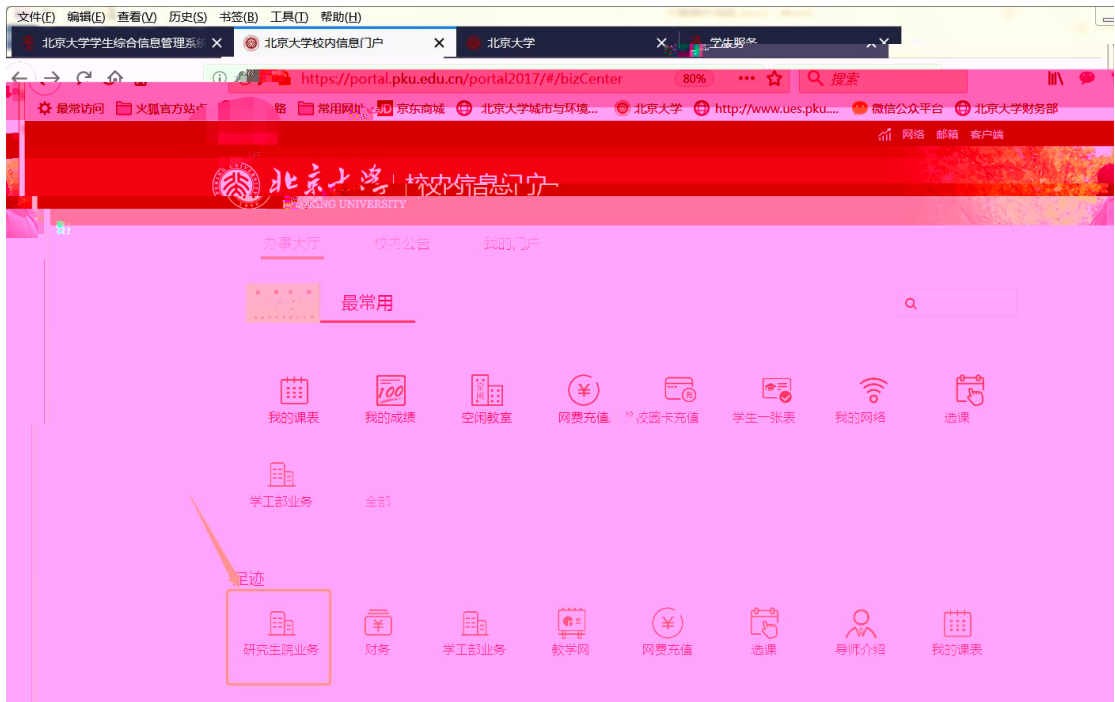 文件(F) 编辑(E) 查看(V) 历史(S) 书签(B) 工具(T) 帮助(H)
北京大学学生综合信息管理系统 北京大学校内信息门户 北京大学
https://portal.pku.edu.cn/portal2017/#/bizCenter 80% 搜索
最常访问 火狐官方站点 常用网址 JD 京东商城 北京大学城市与环境... 北京大学 http://www.ues.pku.... 微信公众平台 北京大学财务部
网络 邮箱 客户端
北京大学 校内信息门户
PEKING UNIVERSITY
办事大厅 校内公告 我的门户
最常用
100 空闲
我的课表 我的成绩 空闲教室 网费充值 校园卡充值 学生一张表 我的网络 选课
学工部业务 全部
足迹
研究生院业务 财务 学工部业务 教学网 网费充值 选课 导师介绍 我的课表